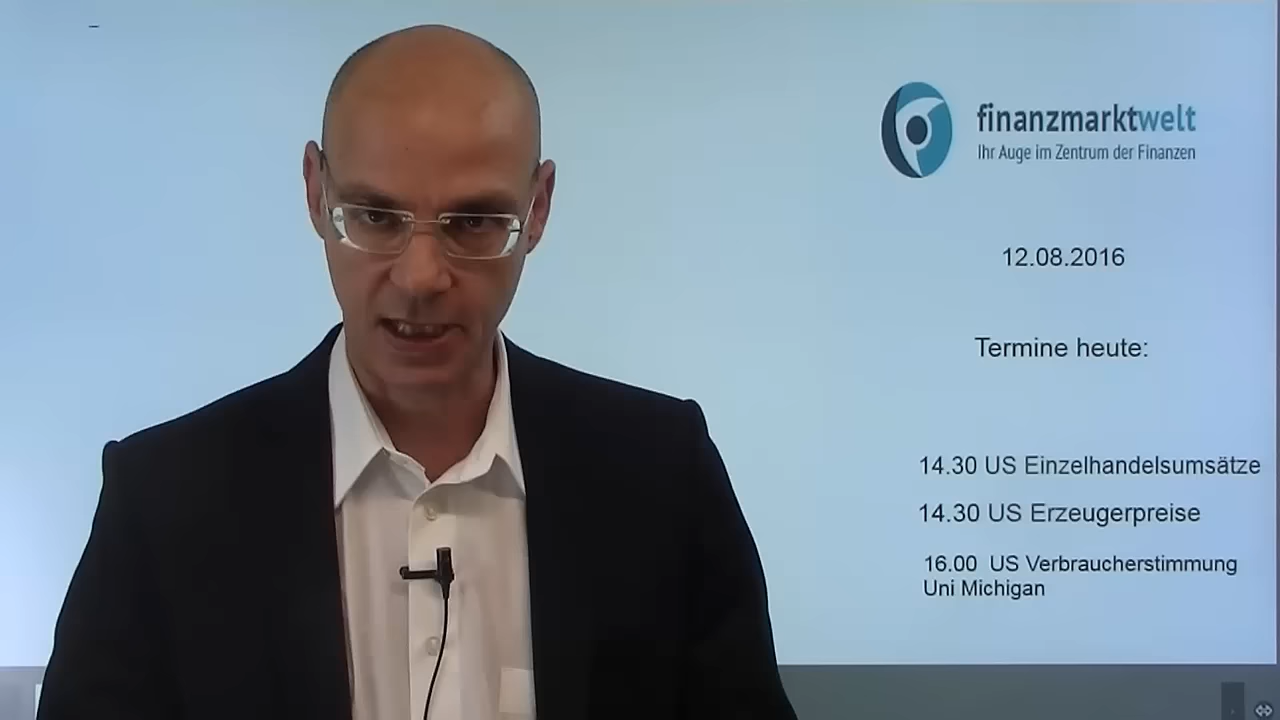 finanzmarktwelt
Ihr Auge im Zentrum der Finanzen
12.08.2016
Termine heute:
14.30 US Einzelhandelsumsätze
14.30 US Erzeugerpreise
16.00 US Verbraucherstimmung
Uni Michigan